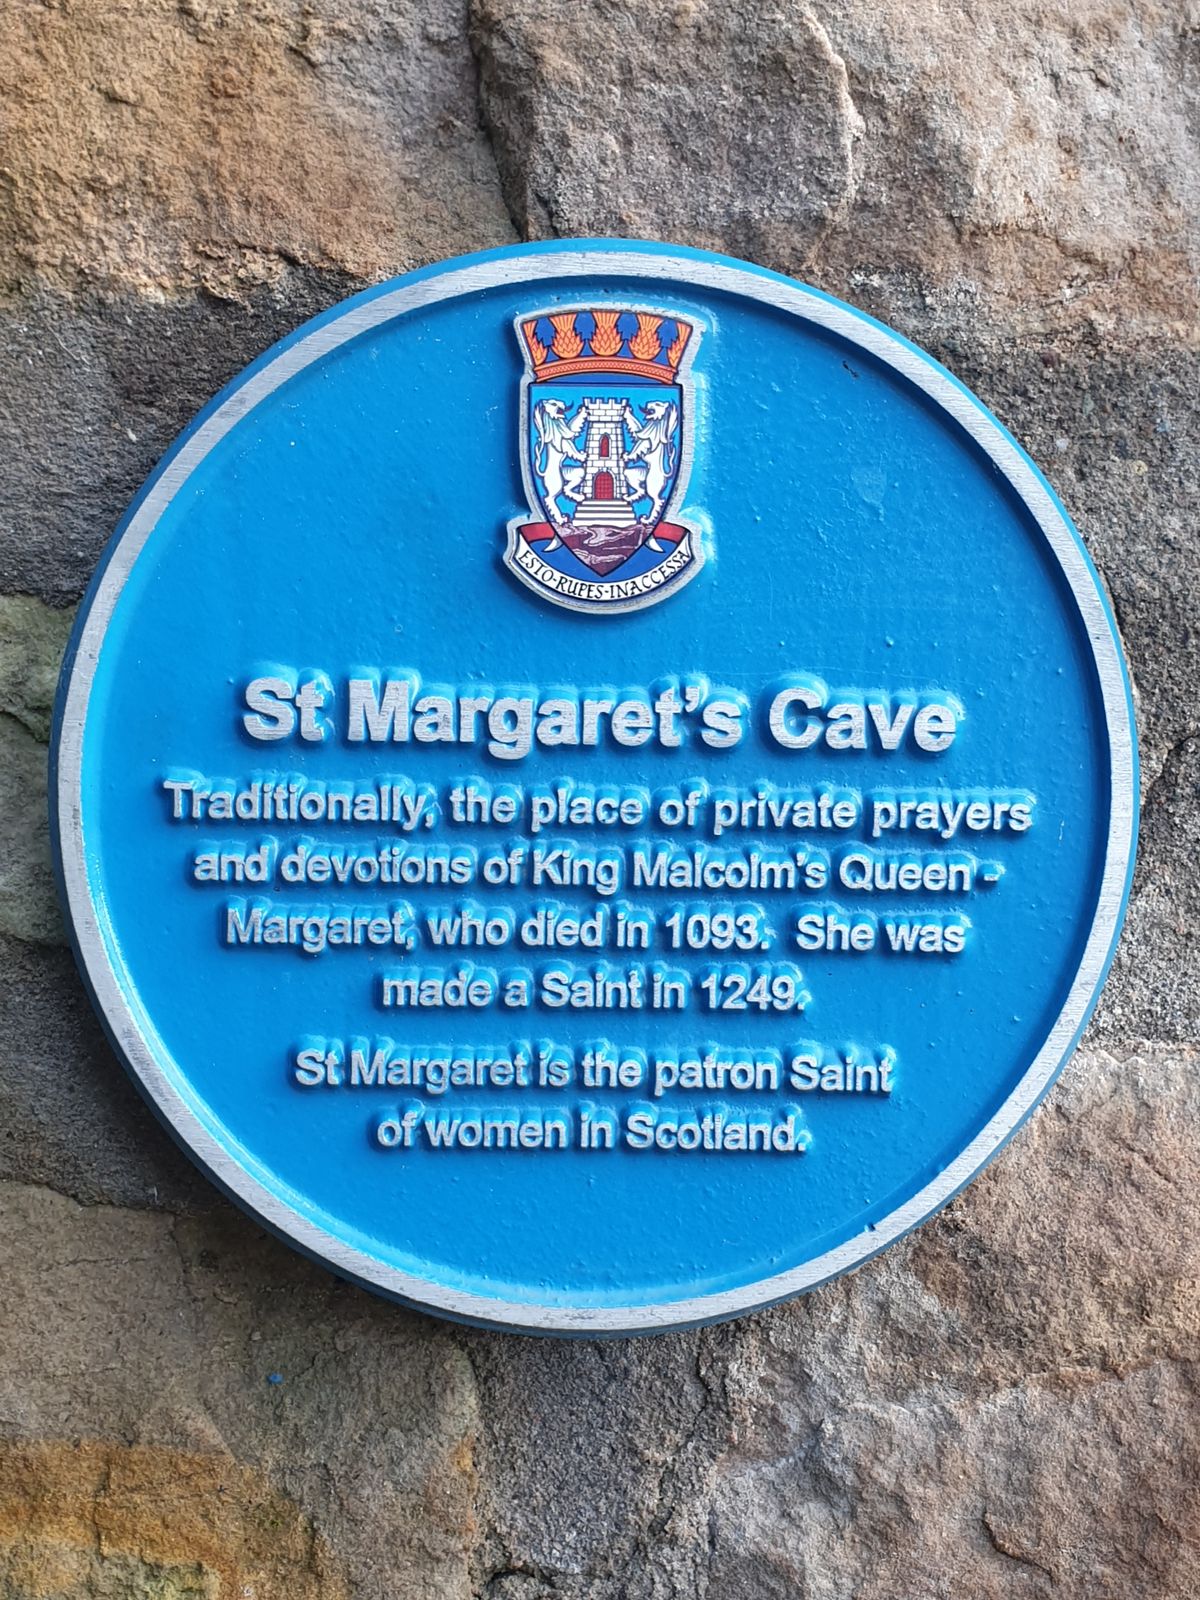 ESTO·RUPES·INACCESSA
St Margaret's Cave
Traditionally, the place of private prayers
and devotions of King Malcolm's Queen -
Margaret, who died in 1093. She was
made a Saint in 1249.
St Margaret is the patron Saint
of women in Scotland.